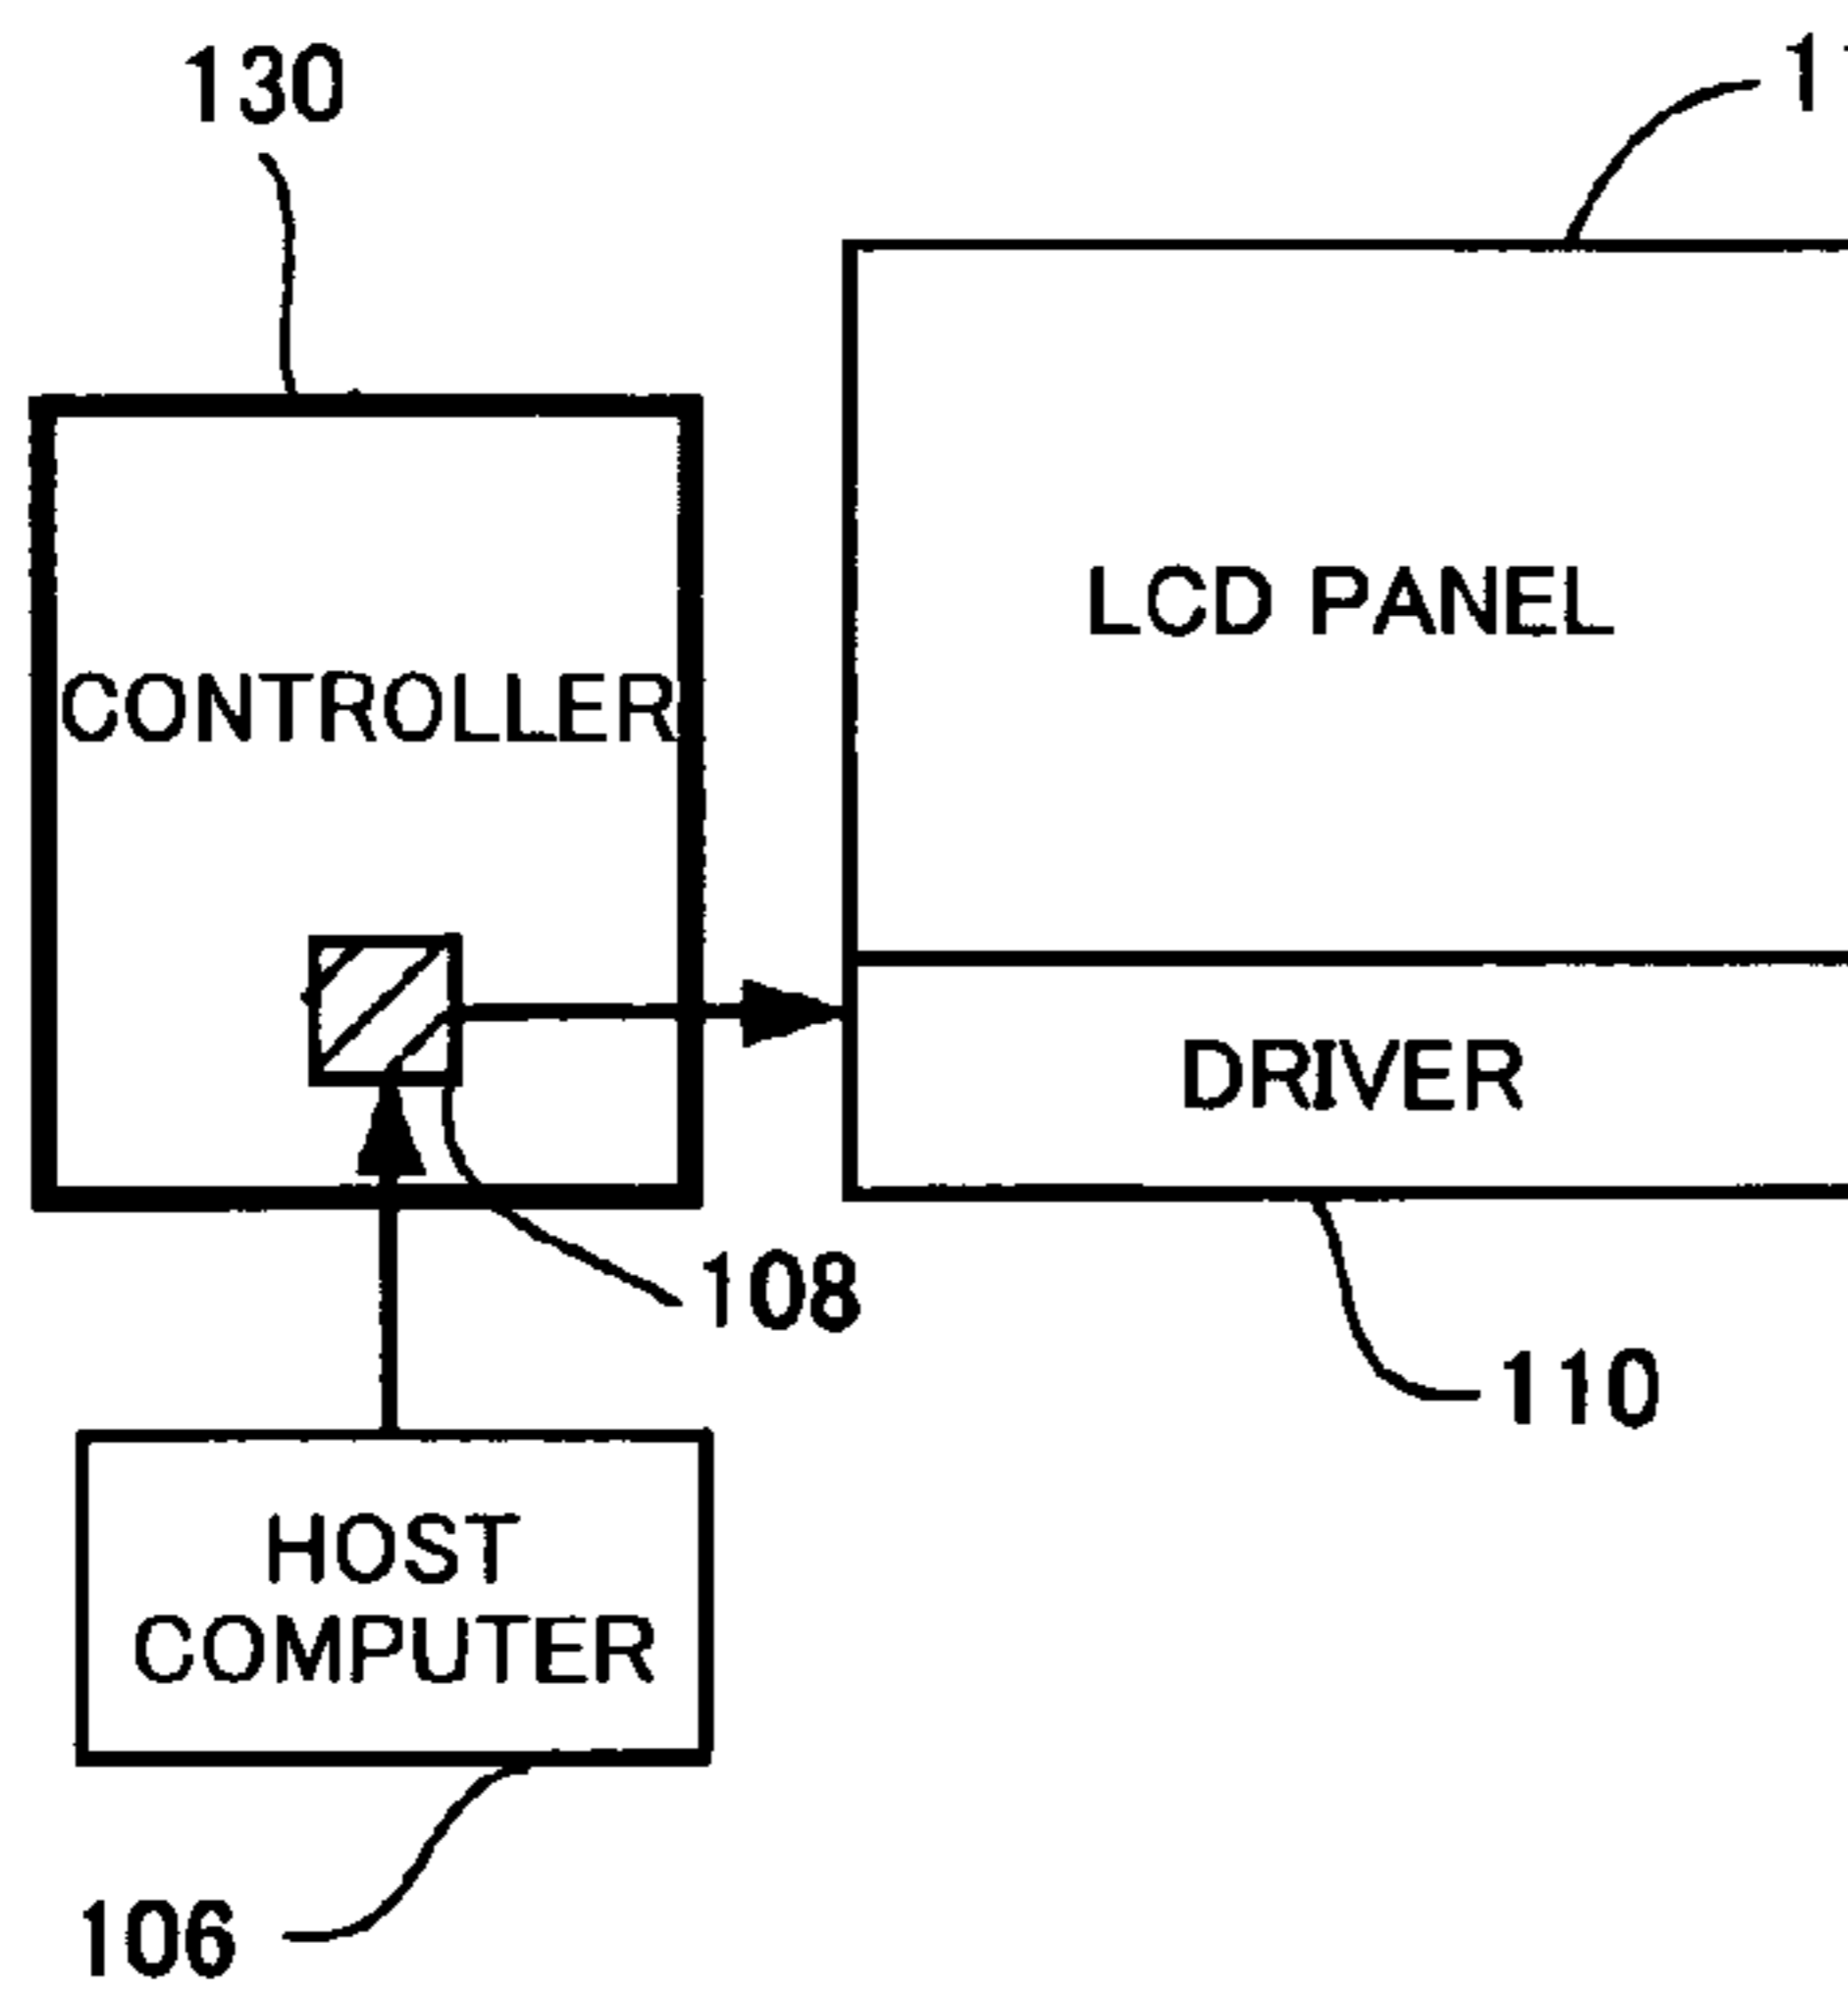 130
LCD PANEL
CONTROLLER
DRIVER
108
110
HOST
COMPUTER
106